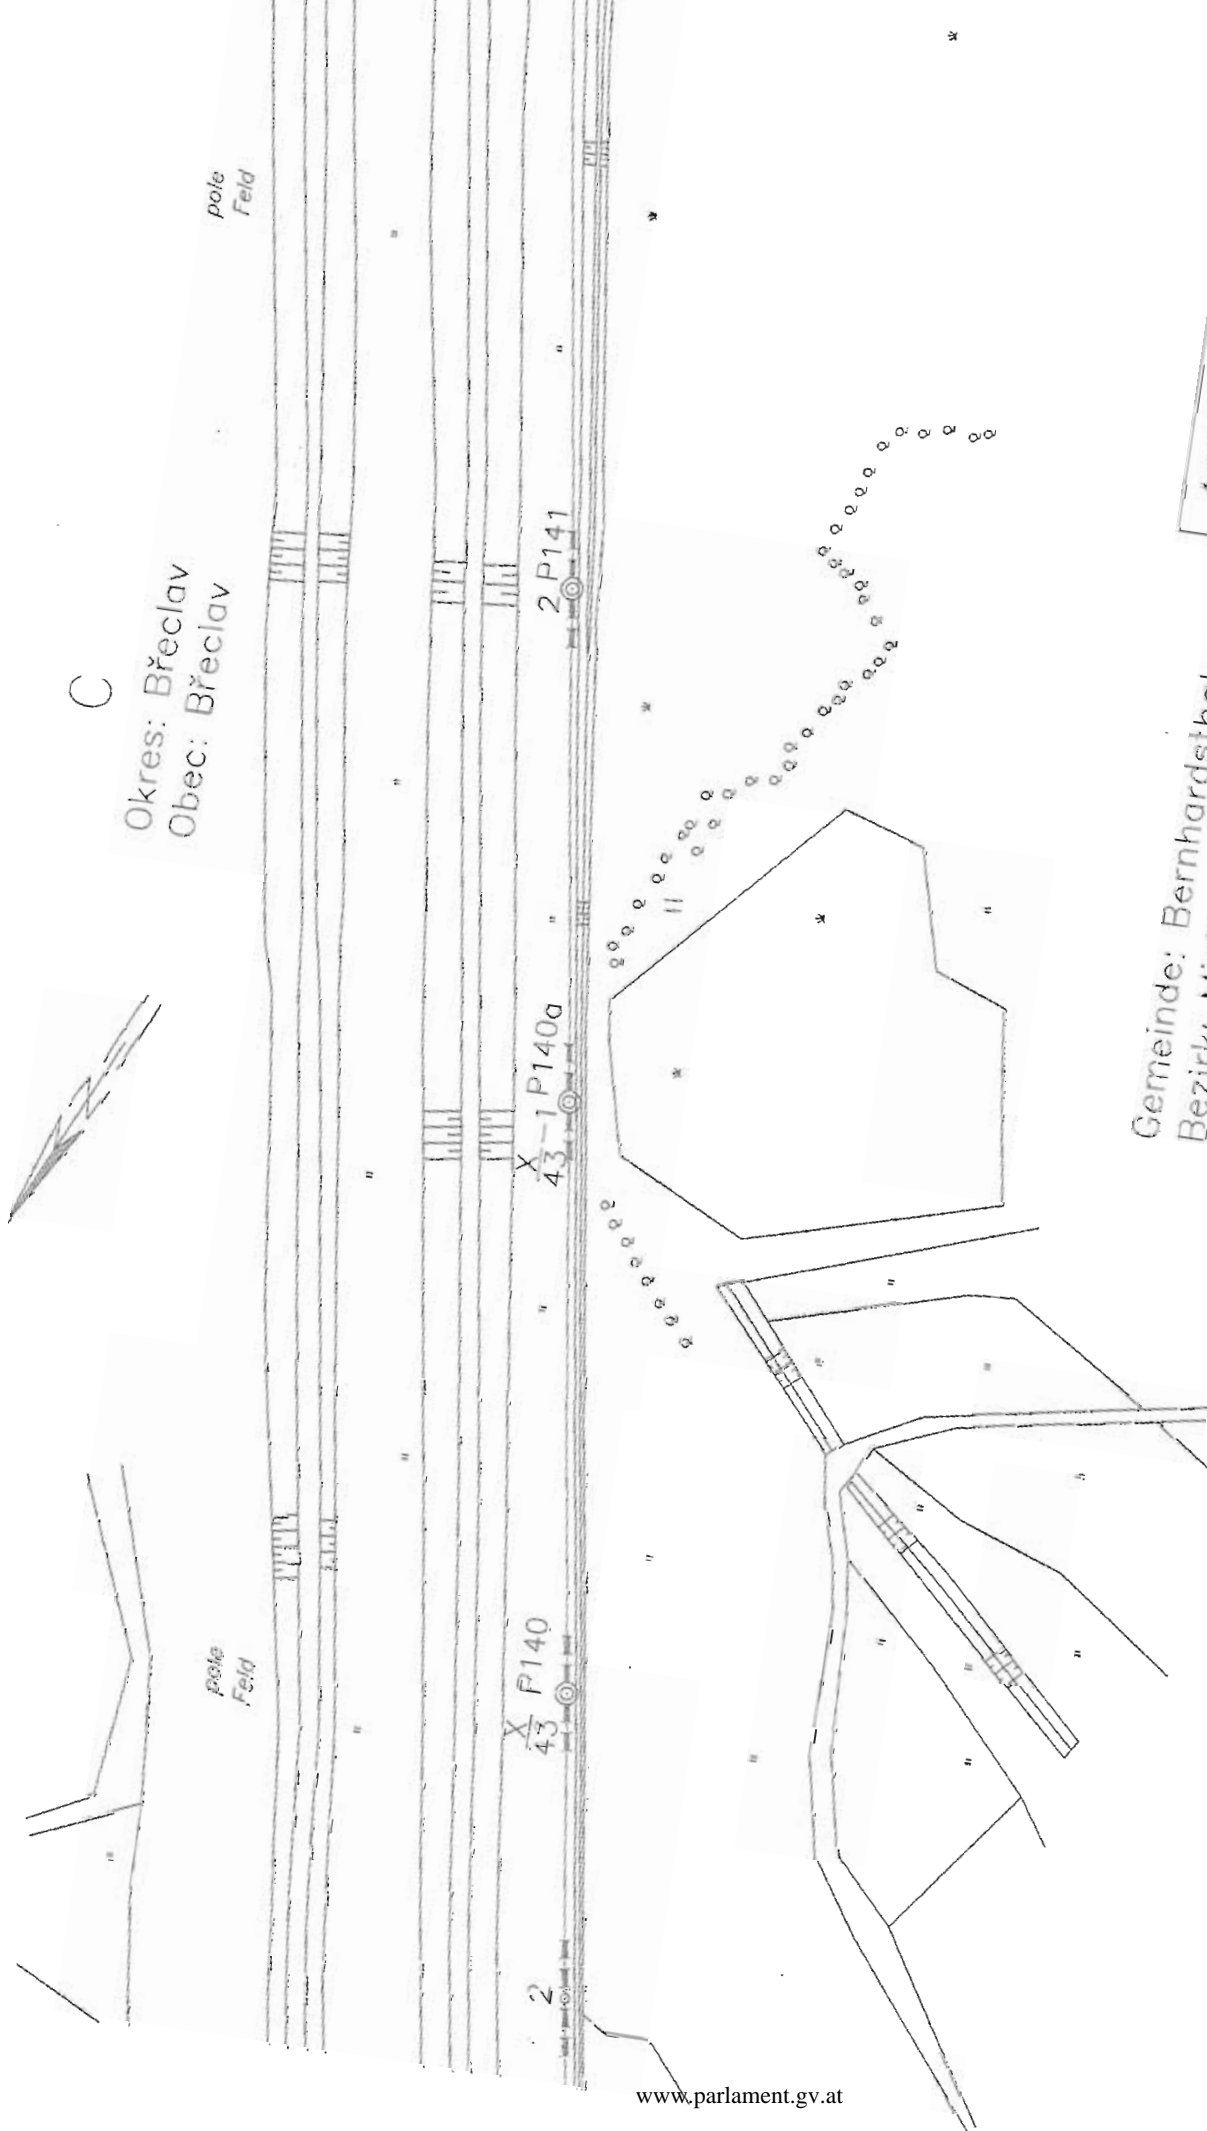 pole
Feld
C
Okres: Břeclav
Obec: Břeclav
2 P141
X
43 -1 P140a
pole
Feld
X
43 P140
2
Gemeinde: Bernhardsthal
www.parlament.gv.at